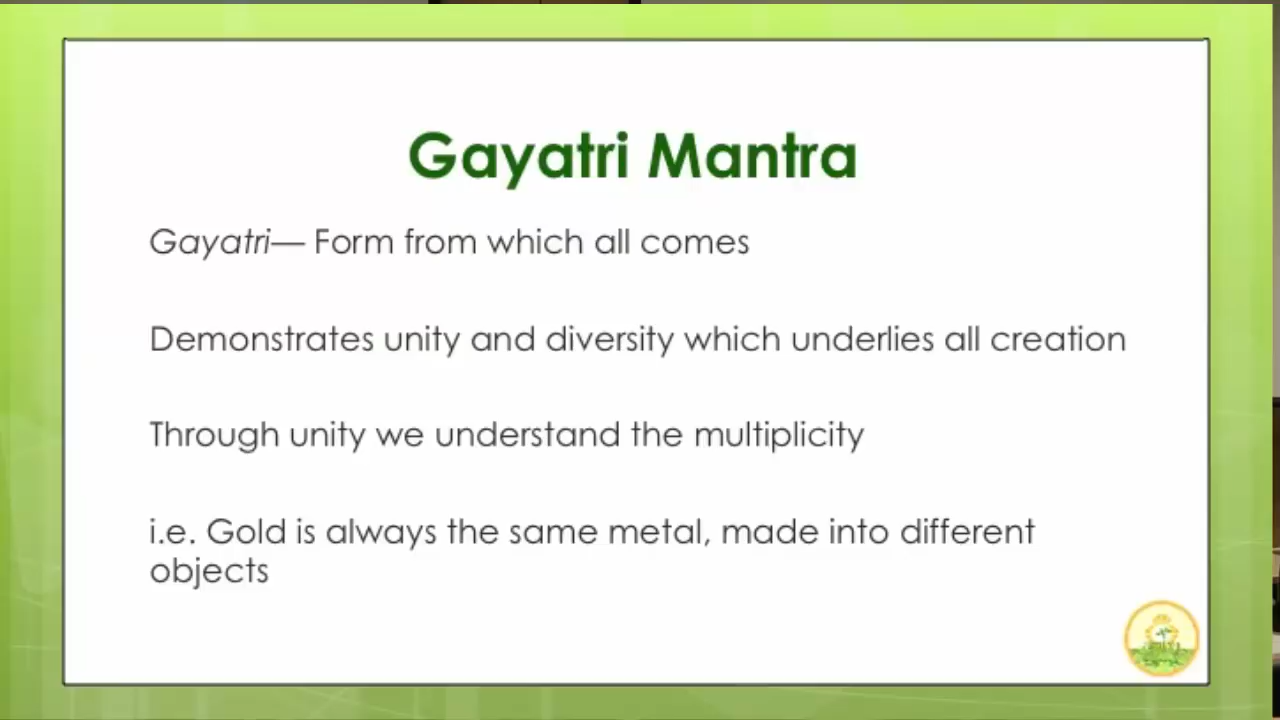 Gayatri Mantra
Gayatri— Form from which all comes
Demonstrates unity and diversity which underlies all creation
Through unity we understand the multiplicity
i.e. Gold is always the same metal, made into different
objects